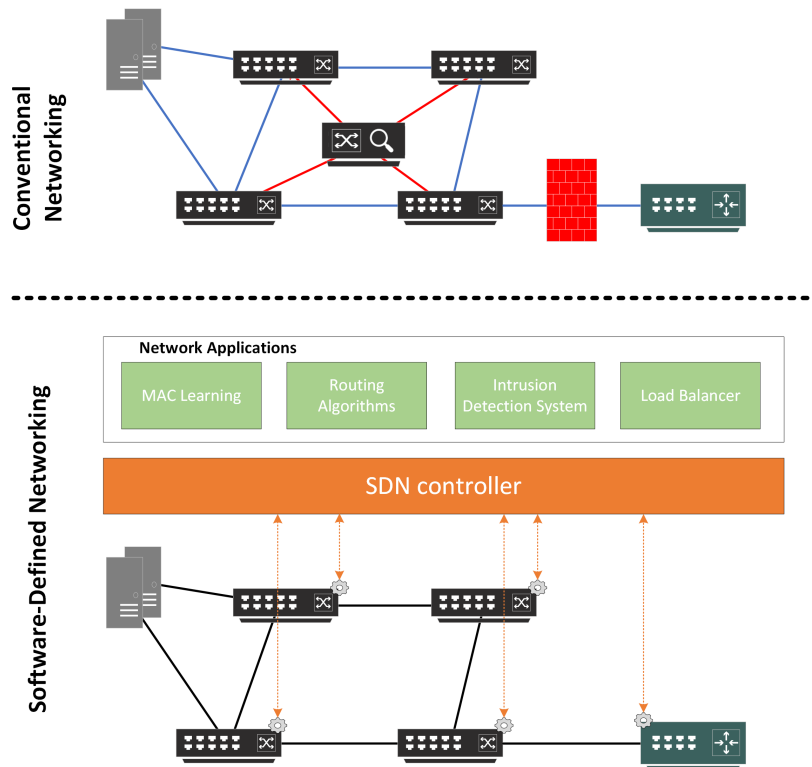 Conventional
Networking
Software-Defined Networking
Network Applications
MAC Learning
Routing
Algorithms
Intrusion
Detection System
Load Balancer
SDN controller